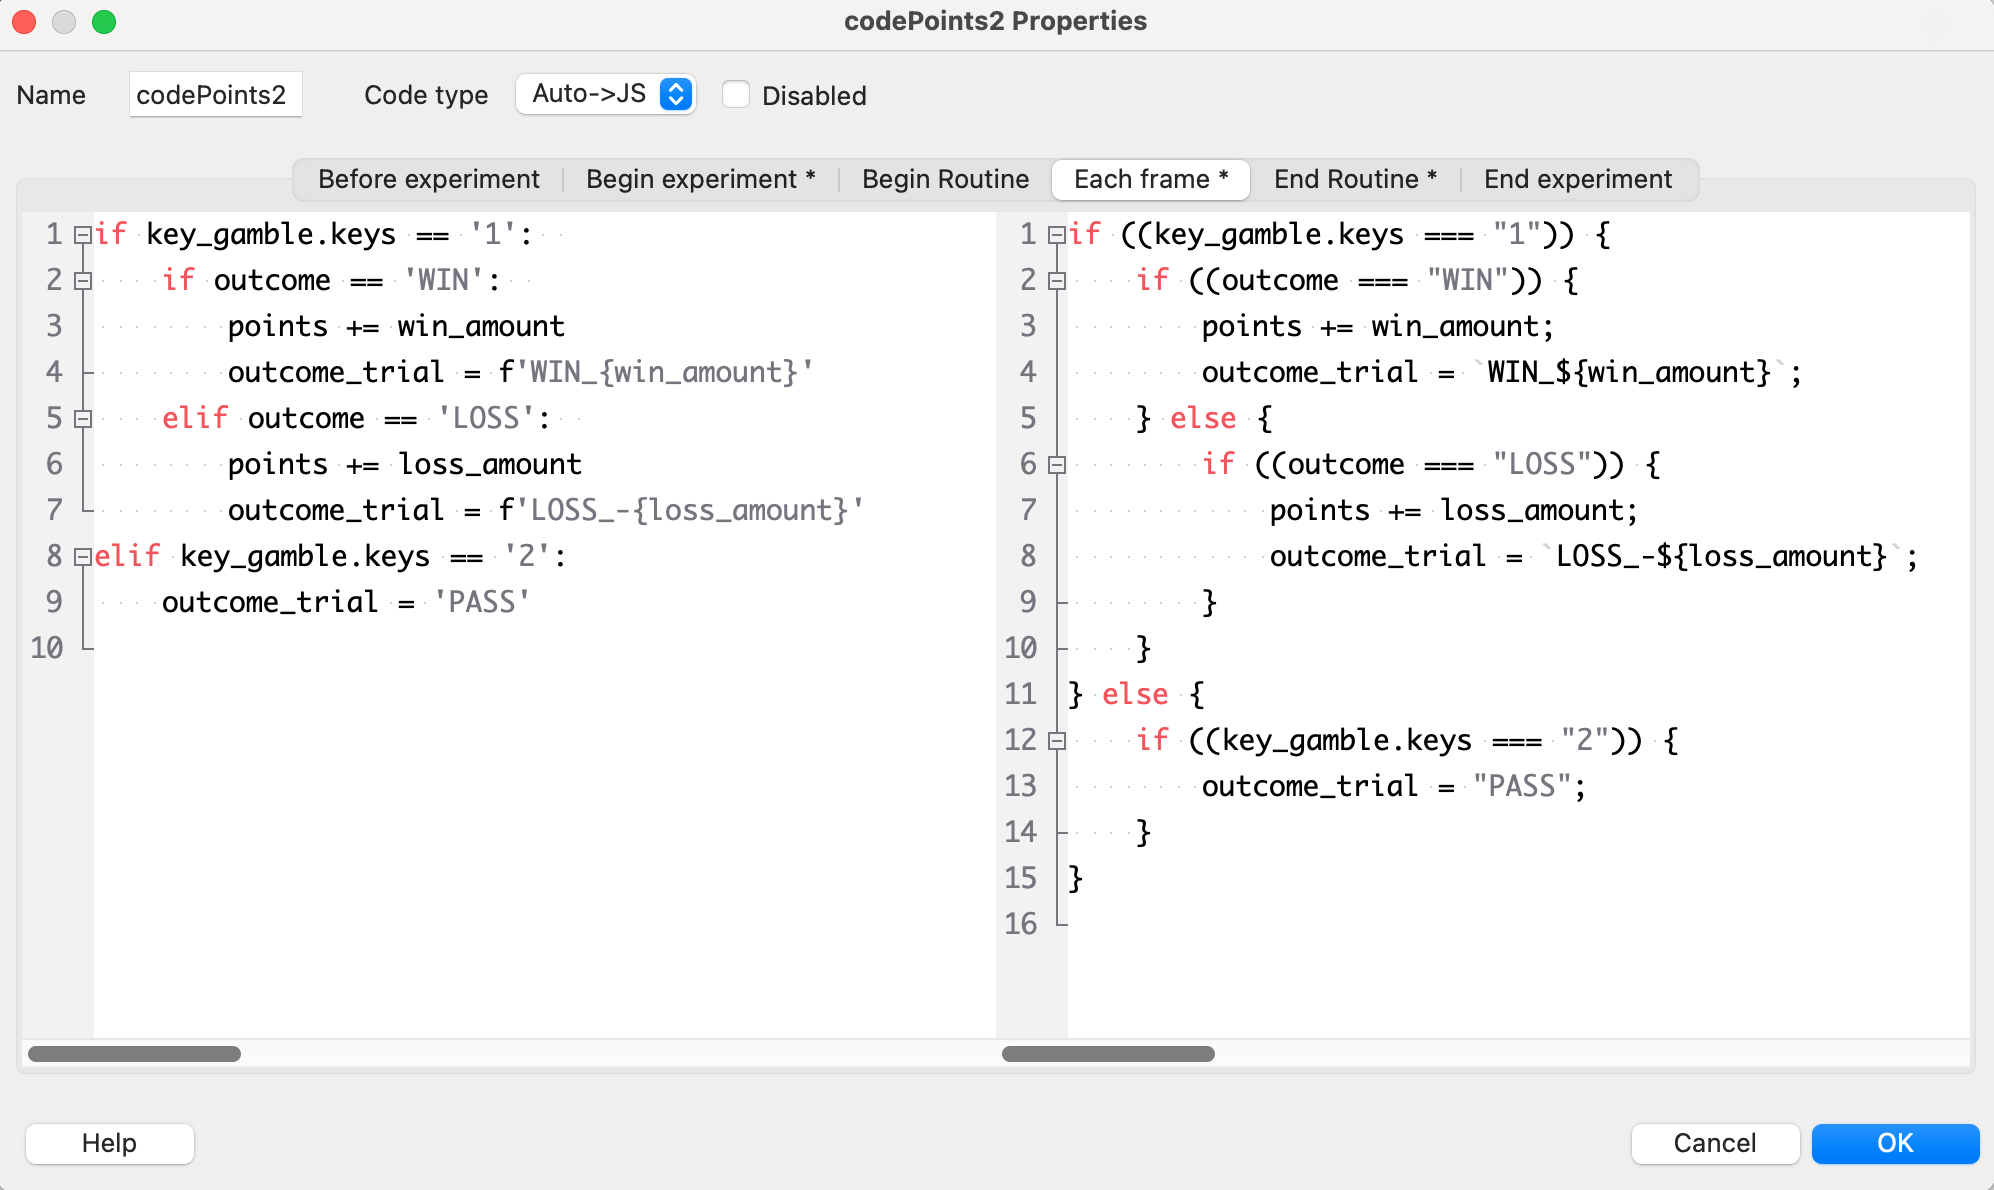 codePoints2 Properties
Name codePoints2 Code type Auto->JS Disabled
Before experiment Begin experiment * Begin Routine Each frame * End Routine * End experiment
1 if key_gamble.keys == '1':
2 if outcome == 'WIN':
3 points += win_amount
4 outcome_trial = f'WIN_{win_amount}'
5 elif outcome == 'LOSS':
6 points += loss_amount
7 outcome_trial = f'LOSS_-{loss_amount}'
8 elif key_gamble.keys == '2':
9 outcome_trial = 'PASS'
10
1 if ((key_gamble.keys === "1")) {
2 if ((outcome === "WIN")) {
3 points += win_amount;
4 outcome_trial = `WIN_${win_amount}`;
5 } else {
6 if ((outcome === "LOSS")) {
7 points += loss_amount;
8 outcome_trial = `LOSS_-${loss_amount}`;
9 }
10 }
11 } else {
12 if ((key_gamble.keys === "2")) {
13 outcome_trial = "PASS";
14 }
15 }
16
Help Cancel OK